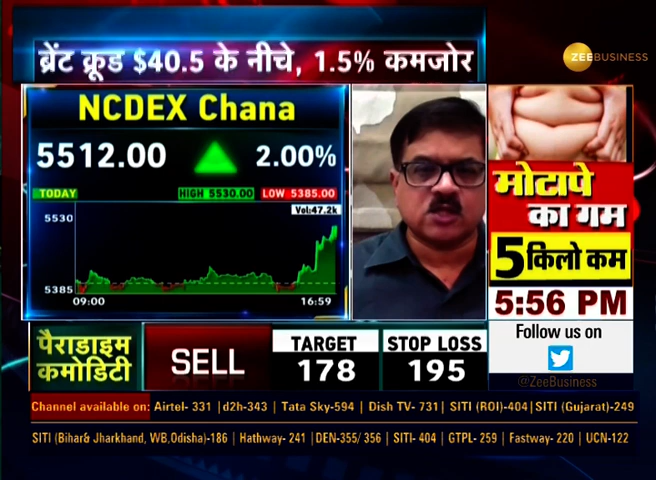 ब्रेंट क्रूड $40.5 के नीचे, 1.5% कमजोर
ZEEBUSINESS
NCDEX Chana
5512.00 2.00%
TODAY HIGH 5530.00 LOW 5385.00
Vol:47.2k
5530
5385
09:00 16:59
मोटापे
का गम
5 किलो कम
5:56 PM
Follow us on
@ZeeBusiness
पैराडाइम
कमोडिटी
SELL
TARGET
178
STOP LOSS
195
Channel available on: Airtel- 331 | d2h-343 | Tata Sky-594 | Dish TV- 731 | SITI (ROI)-404 | SITI (Gujarat)-249
SITI (Bihar& Jharkhand, WB,Odisha)-186 | Hathway- 241 | DEN-355/ 356 | SITI- 404 | GTPL- 259 | Fastway- 220 | UCN-122